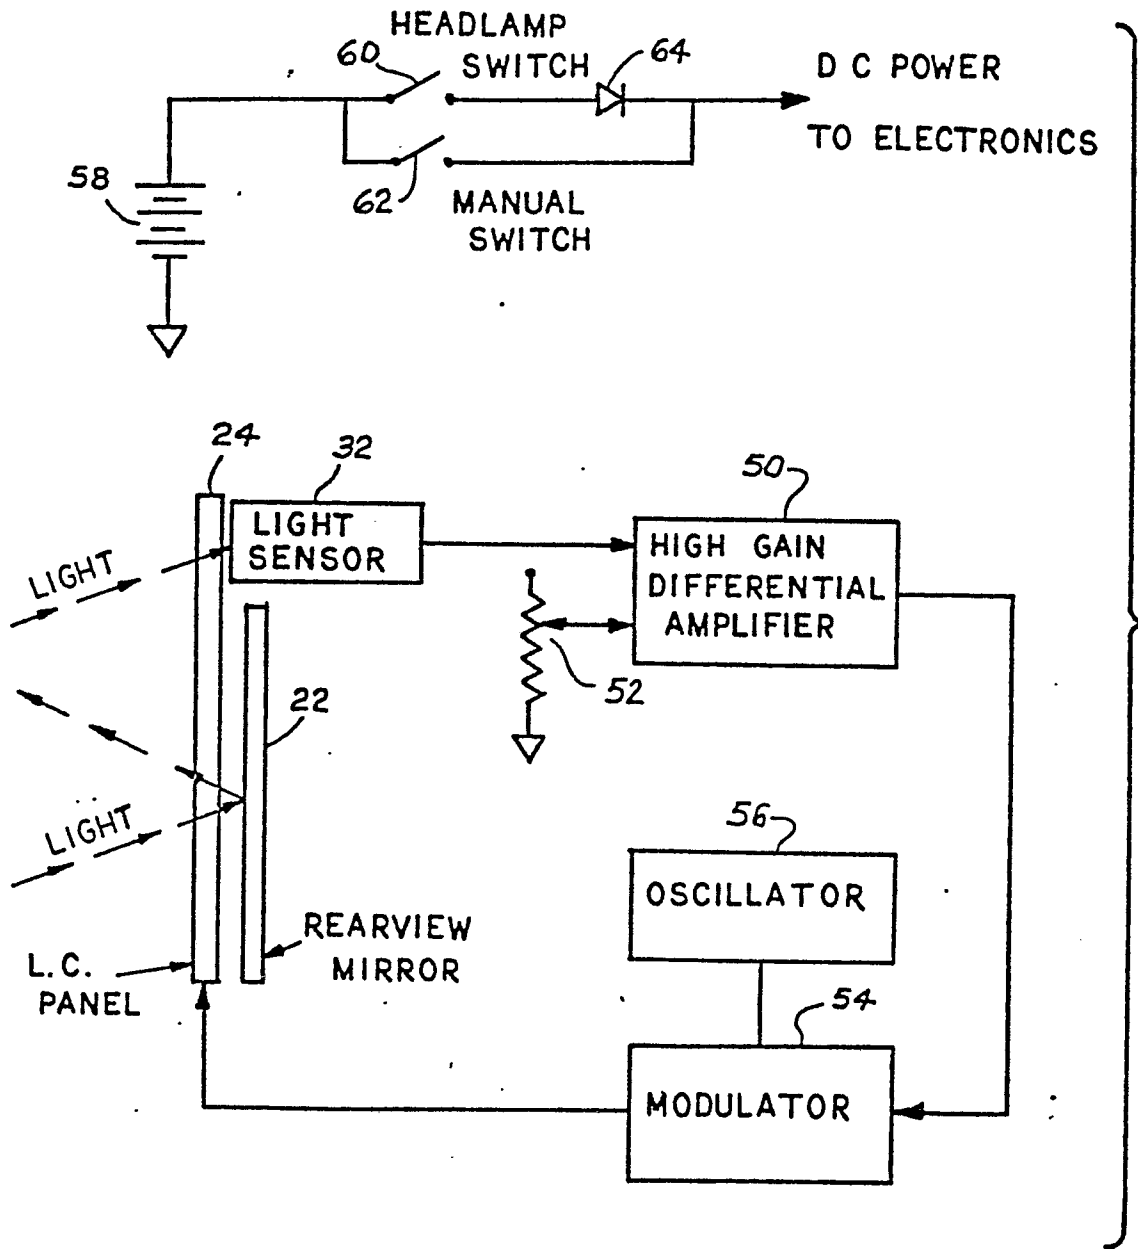 HEADLAMP
SWITCH
60
64
D C POWER
TO ELECTRONICS
58
62
MANUAL
SWITCH
24
32
50
LIGHT
SENSOR
HIGH GAIN
DIFFERENTIAL
AMPLIFIER
LIGHT
52
22
LIGHT
56
OSCILLATOR
REARVIEW
MIRROR
L.C.
PANEL
54
MODULATOR